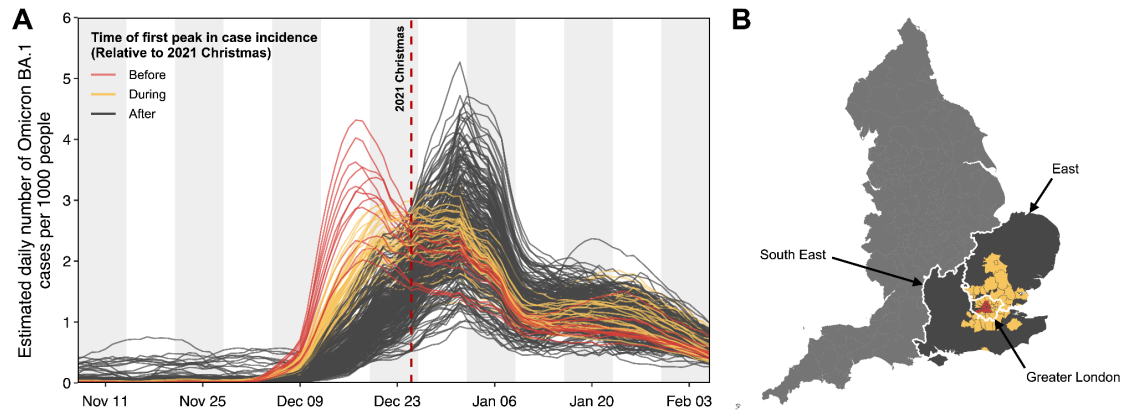 A
Time of first peak in case incidence
(Relative to 2021 Christmas)
Before
During
After
2021 Christmas
Estimated daily number of Omicron BA.1
cases per 1000 people
6
5
4
3
2
1
0
Nov 11
Nov 25
Dec 09
Dec 23
Jan 06
Jan 20
Feb 03
B
East
South East
Greater London